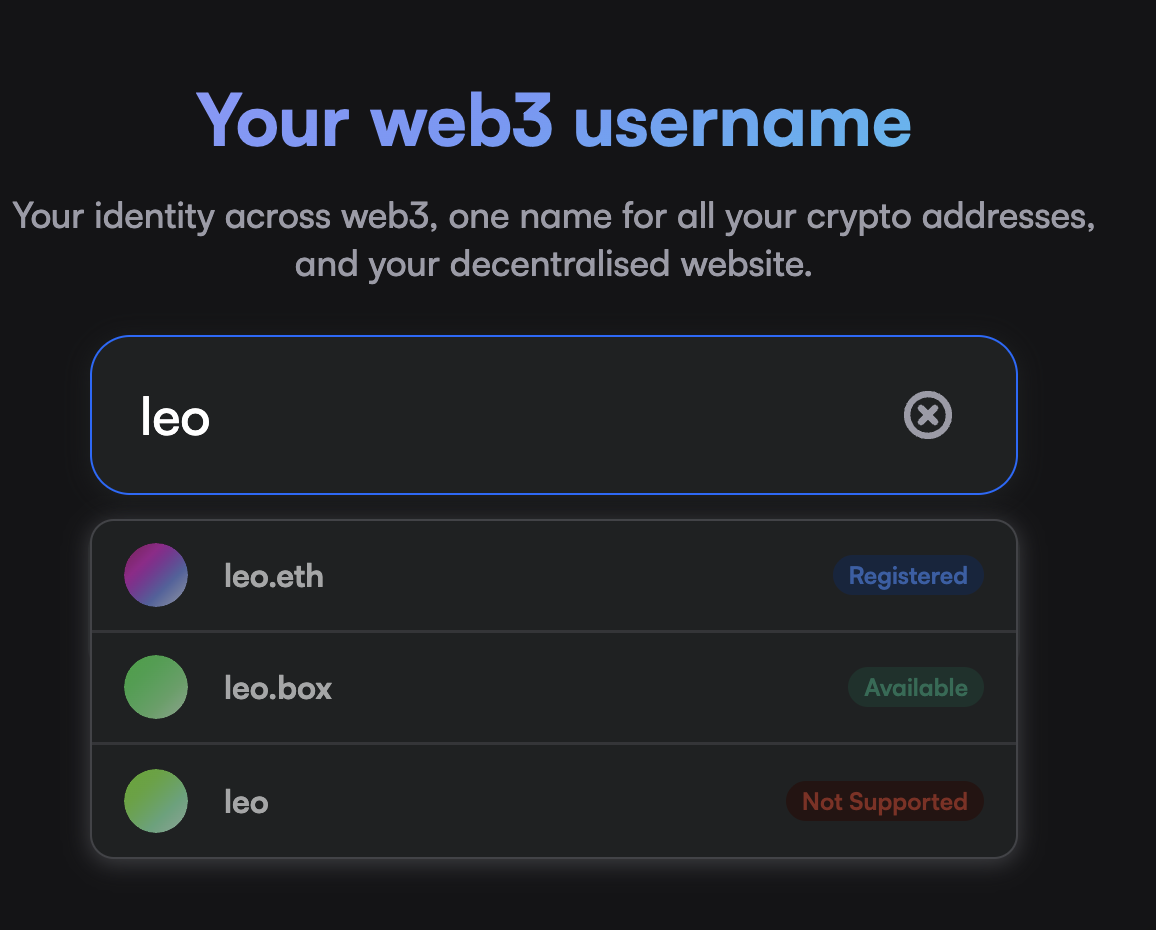 Your web3 username
Your identity across web3, one name for all your crypto addresses,
and your decentralised website.
leo
leo.eth
Registered
leo.box
Available
leo
Not Supported